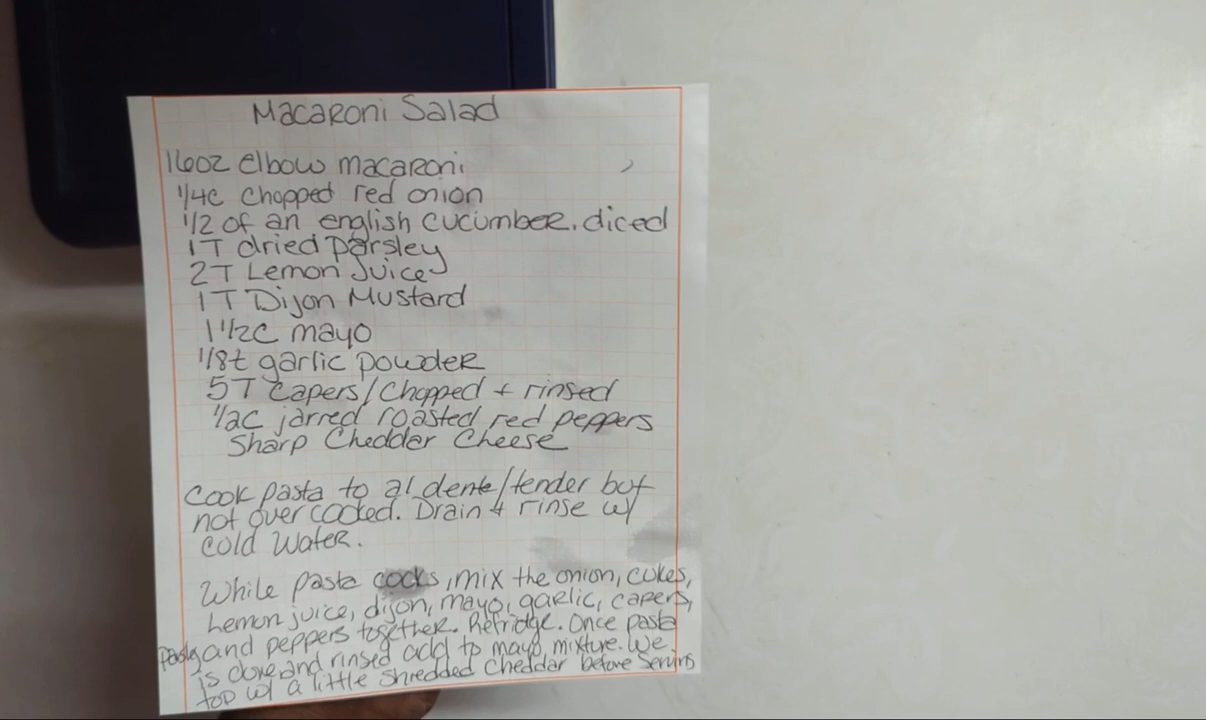 Macaroni Salad
16oz elbow macaroni
1/4c chopped red onion
1/2 of an english cucumber, diced
1T dried parsley
2T Lemon Juice
1T Dijon Mustard
1 1/2c mayo
1/8t garlic powder
5T Capers/Chopped + rinsed
1/2c jarred roasted red peppers
Sharp Cheddar Cheese
Cook pasta to al dente/tender but
not over cooked. Drain + rinse w/
cold water.
While pasta cooks, mix the onion, cukes,
Lemon juice, dijon, mayo, garlic, capers,
parsley and peppers together. Refridge. Once pasta
is done and rinsed add to mayo mixture. We
top w/ a little shredded cheddar before serving